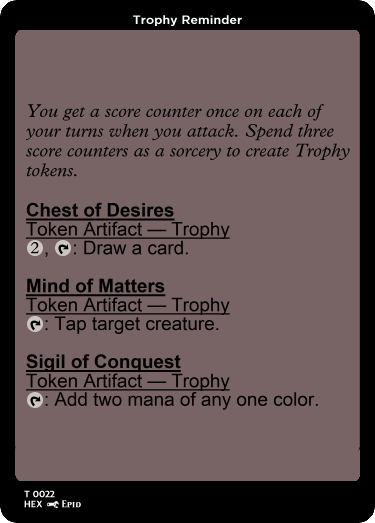 Trophy Reminder
You get a score counter once on each of
your turns when you attack. Spend three
score counters as a sorcery to create Trophy
tokens.
Chest of Desires
Token Artifact — Trophy
2, : Draw a card.
Mind of Matters
Token Artifact — Trophy
: Tap target creature.
Sigil of Conquest
Token Artifact — Trophy
: Add two mana of any one color.
T 0022
HEX EPID